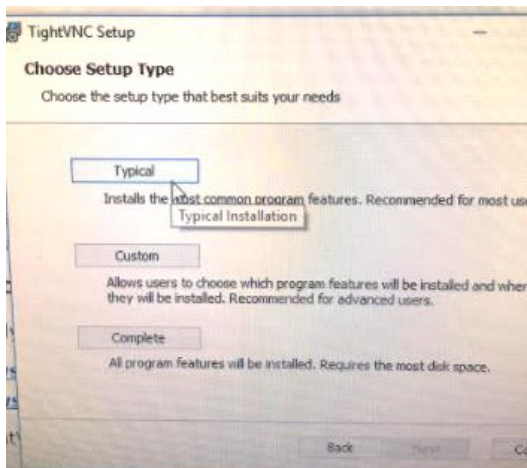 TightVNC Setup
Choose Setup Type
Choose the setup type that best suits your needs
Typical
Installs the most common program features. Recommended for most
Typical Installation
Custom
Allows users to choose which program features will be installed and
they will be installed. Recommended for advanced users.
Complete
All program features will be installed. Requires the most disk space.
Back Next